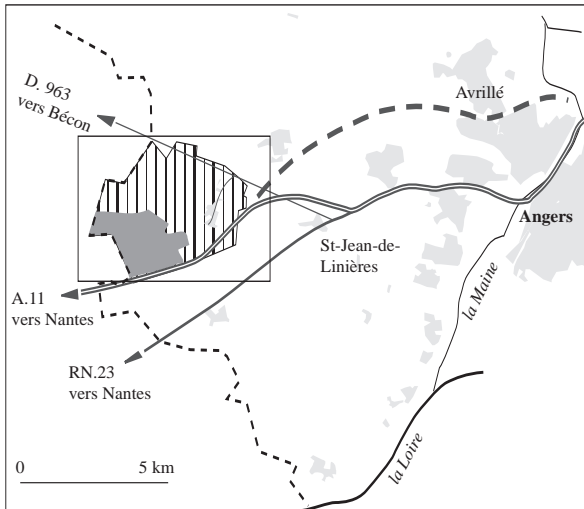 D. 963
vers Bécon
Avrillé
Angers
St-Jean-de-
Linières
A.11
vers Nantes
la Maine
RN.23
vers Nantes
la Loire
0 5 km